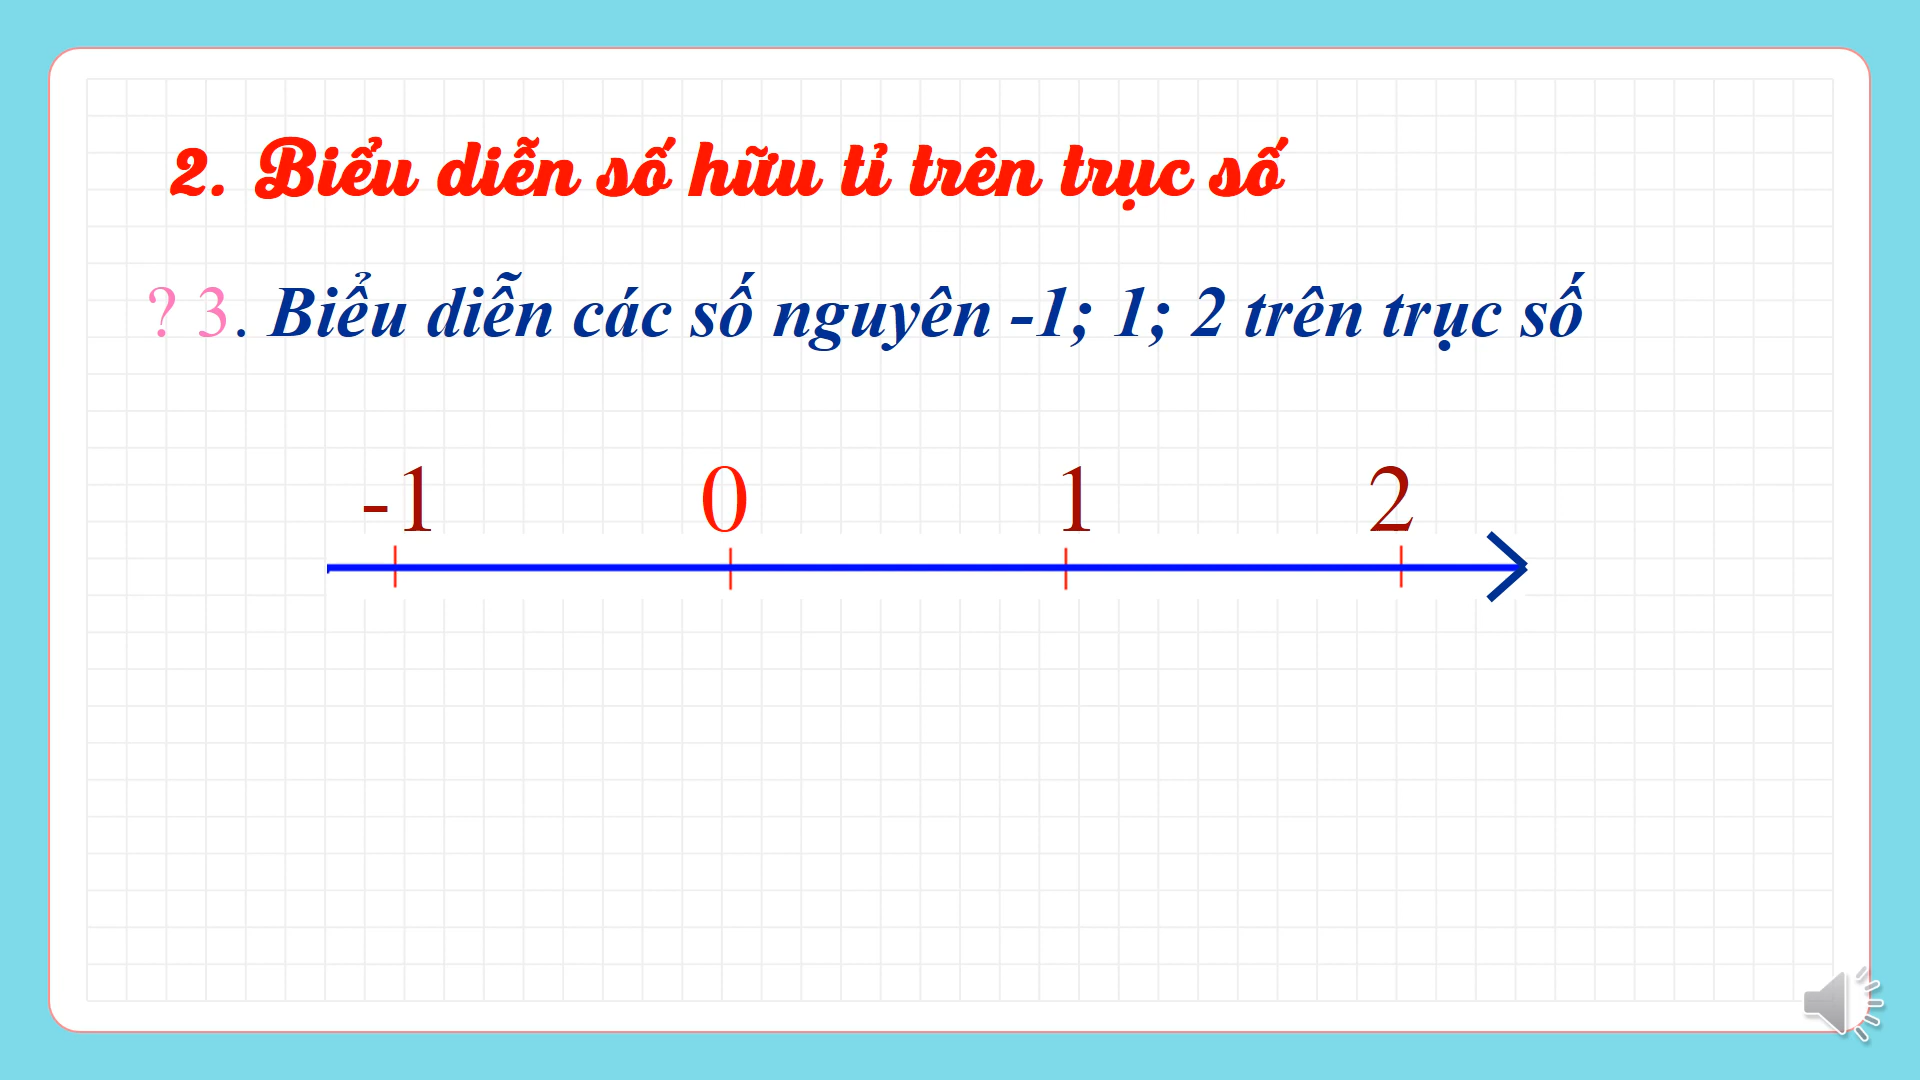 2. Biểu diễn số hữu tỉ trên trục số
? 3. Biểu diễn các số nguyên -1; 1; 2 trên trục số
-1 0 1 2